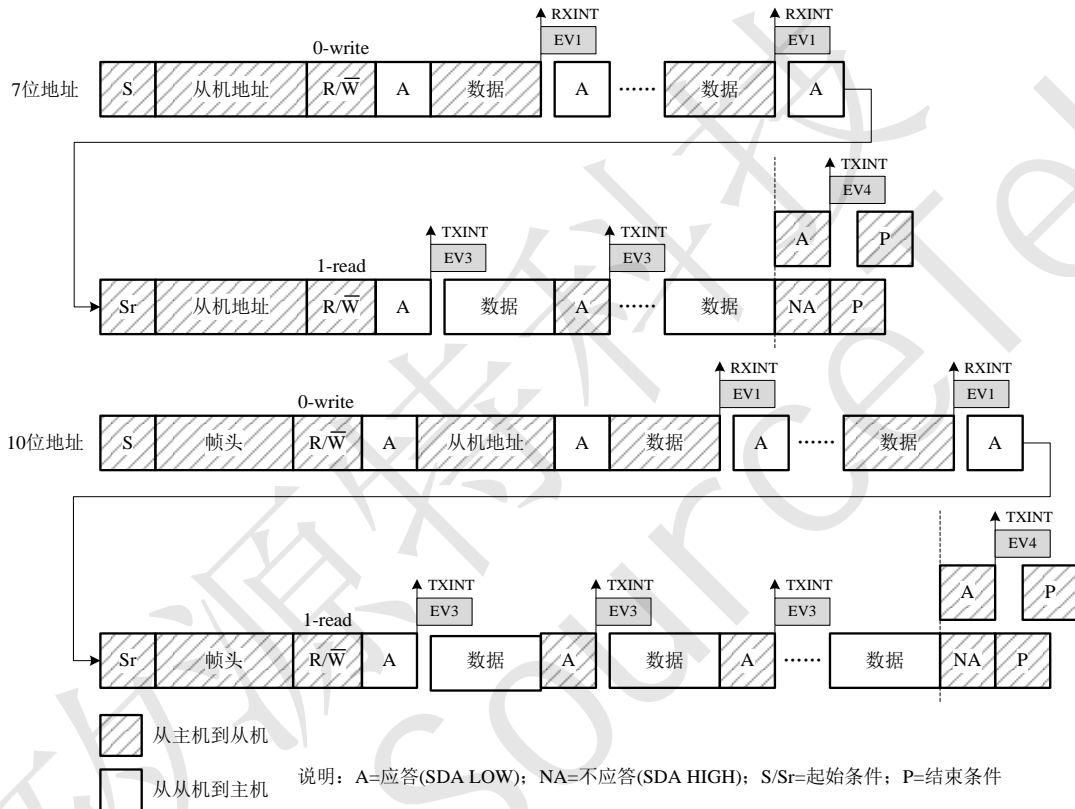 RXINT RXINT
EV1 EV1
0-write
7位地址 S 从机地址 R/W A 数据 A …… 数据 A
TXINT
EV4
TXINT TXINT A P
EV3 EV3
1-read
Sr 从机地址 R/W A 数据 A …… 数据 NA P
RXINT RXINT
EV1 EV1
0-write
10位地址 S 帧头 R/W A 从机地址 A 数据 A …… 数据 A
TXINT
EV4
TXINT TXINT TXINT A P
EV3 EV3 EV3
1-read
Sr 帧头 R/W A 数据 A 数据 A …… 数据 NA P
从主机到从机
从从机到主机
说明：A=应答(SDA LOW)；NA=不应答(SDA HIGH)；S/Sr=起始条件；P=结束条件